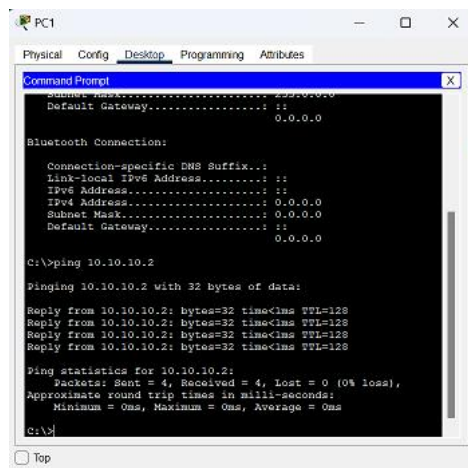 PC1
Physical Config Desktop Programming Attributes
Command Prompt X
Subnet Mask.....................: 255.0.0.0
Default Gateway.................: ::
0.0.0.0
Bluetooth Connection:
Connection-specific DNS Suffix..:
Link-local IPv6 Address.........: ::
IPv6 Address....................: ::
IPv4 Address....................: 0.0.0.0
Subnet Mask.....................: 0.0.0.0
Default Gateway.................: ::
0.0.0.0
C:\>ping 10.10.10.2
Pinging 10.10.10.2 with 32 bytes of data:
Reply from 10.10.10.2: bytes=32 time<1ms TTL=128
Reply from 10.10.10.2: bytes=32 time<1ms TTL=128
Reply from 10.10.10.2: bytes=32 time<1ms TTL=128
Reply from 10.10.10.2: bytes=32 time<1ms TTL=128
Ping statistics for 10.10.10.2:
Packets: Sent = 4, Received = 4, Lost = 0 (0% loss),
Approximate round trip times in milli-seconds:
Minimum = 0ms, Maximum = 0ms, Average = 0ms
C:\>
Top